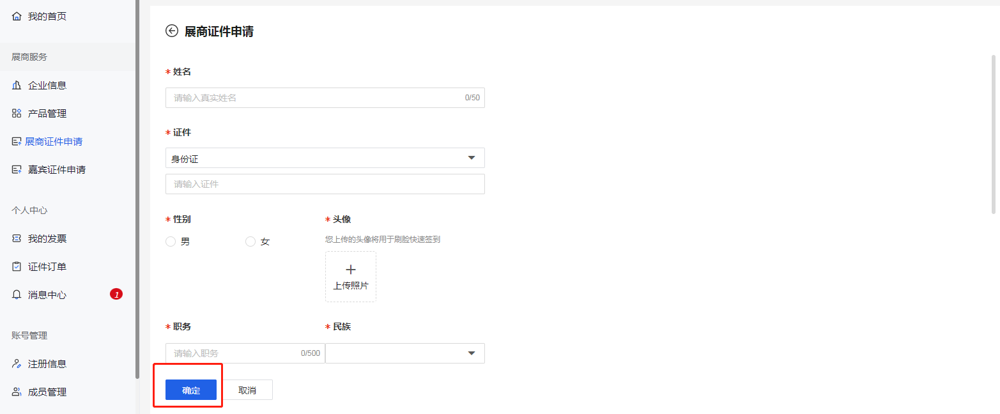 我的首页
展商服务
企业信息
产品管理
展商证件申请
嘉宾证件申请
个人中心
我的发票
证件订单
消息中心
1
账号管理
注册信息
成员管理
展商证件申请
* 姓名
请输入真实姓名 0/50
* 证件
身份证
请输入证件
* 性别 * 头像
男 女 您上传的头像将用于刷脸快速签到
上传照片
* 职务 * 民族
请输入职务 0/500
确定 取消